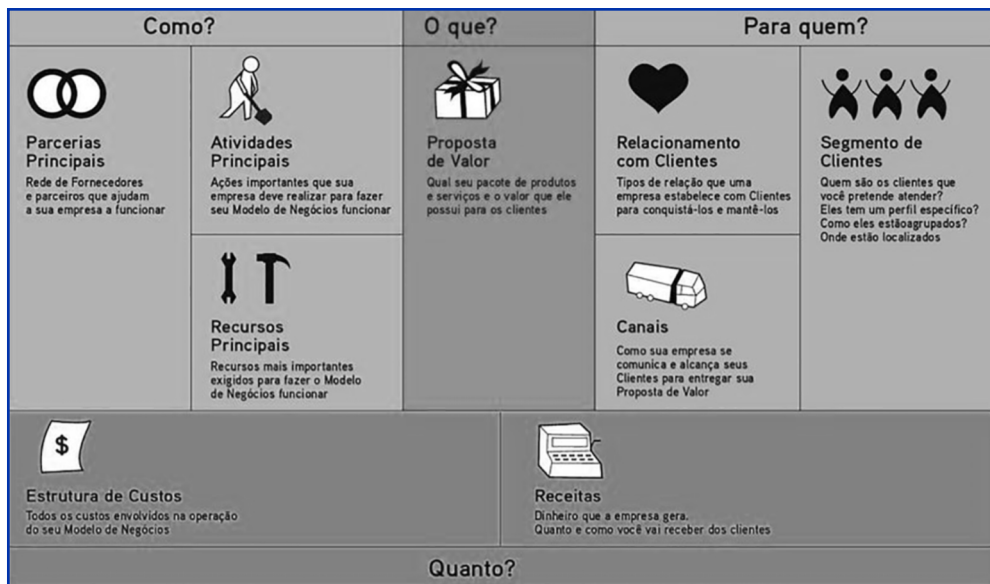 Como?
O que?
Para quem?
Parcerias
Principais
Rede de Fornecedores
e parceiros que ajudam
a sua empresa a funcionar
Atividades
Principais
Ações importantes que sua
empresa deve realizar para fazer
seu Modelo de Negócios funcionar
Recursos
Principais
Recursos mais importantes
exigidos para fazer o Modelo
de Negócios funcionar
Proposta
de Valor
Qual seu pacote de produtos
e serviços e o valor que ele
possui para os clientes
Relacionamento
com Clientes
Tipos de relação que uma
empresa estabelece com Clientes
para conquistá-los e mantê-los
Canais
Como sua empresa se
comunica e alcança seus
Clientes para entregar sua
Proposta de Valor
Segmento de
Clientes
Quem são os clientes que
você pretende atender?
Eles tem um perfil específico?
Como eles estãoagrupados?
Onde estão localizados
$
Estrutura de Custos
Todos os custos envolvidos na operação
do seu Modelo de Negócios
Receitas
Dinheiro que a empresa gera.
Quanto e como você vai receber dos clientes
Quanto?